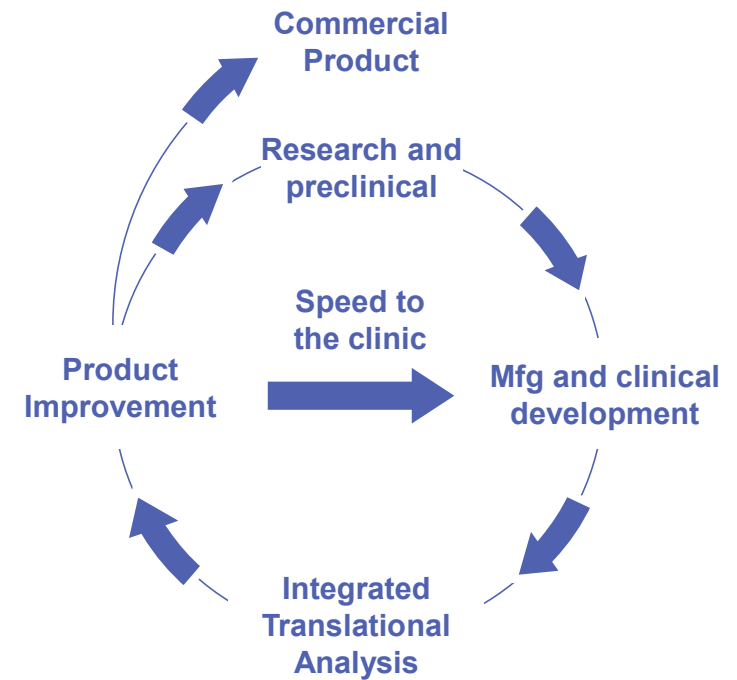 Commercial
Product
Research and
preclinical
Speed to
the clinic
Product
Improvement
Mfg and clinical
development
Integrated
Translational
Analysis